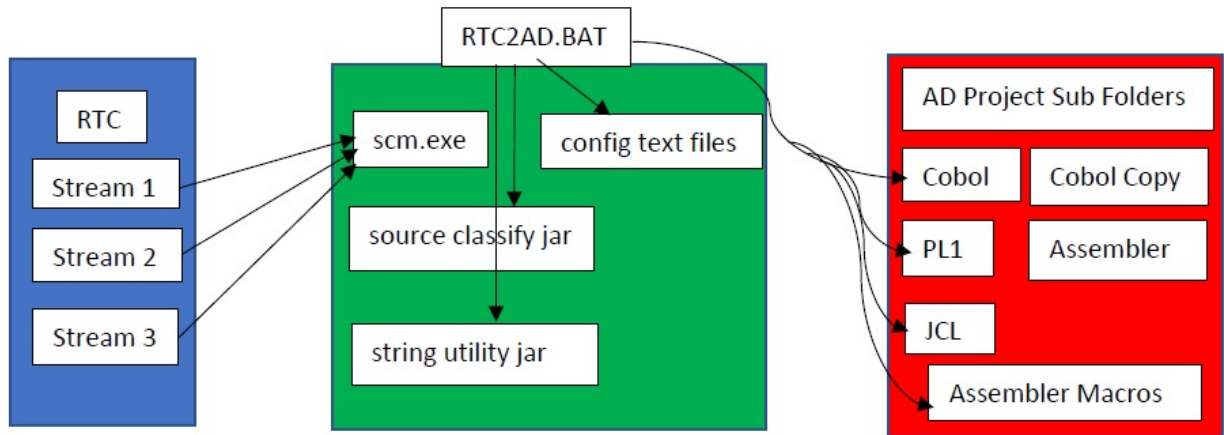 RTC2AD.BAT
RTC
Stream 1
Stream 2
Stream 3
scm.exe
config text files
source classify jar
string utility jar
AD Project Sub Folders
Cobol
Cobol Copy
PL1
Assembler
JCL
Assembler Macros